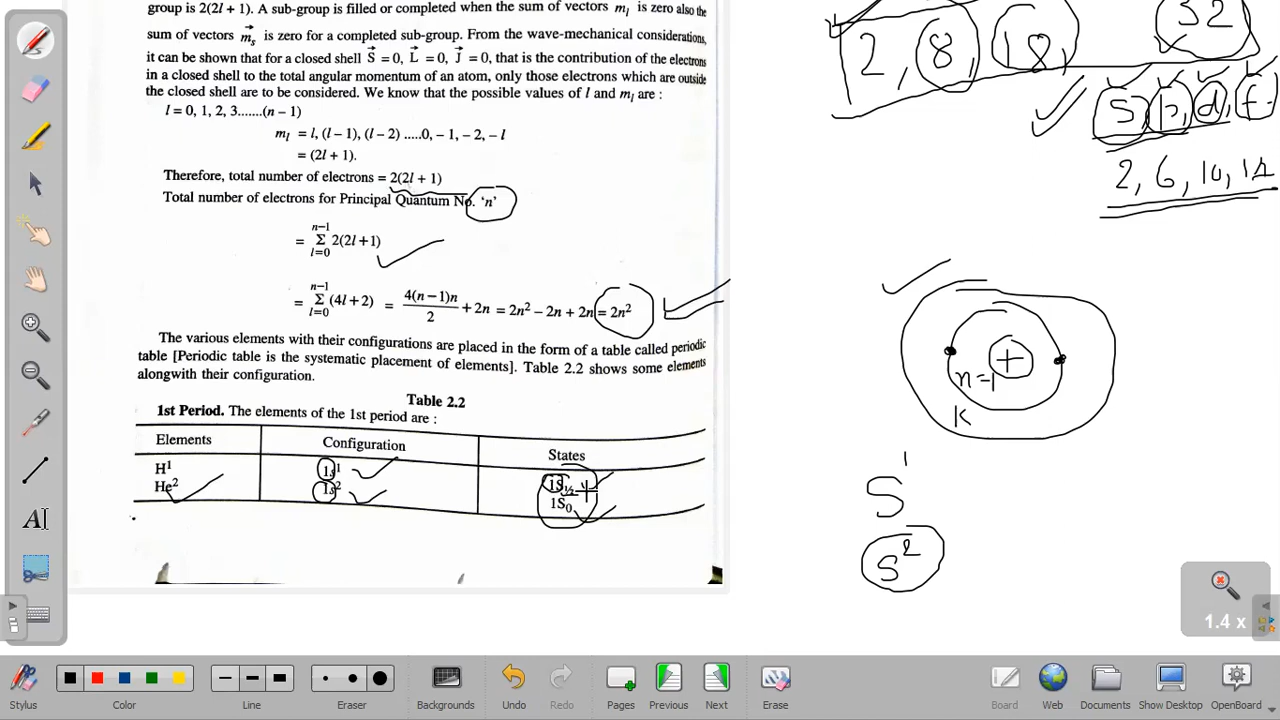 group is 2(2l + 1). A sub-group is filled or completed when the sum of vectors m⃗l is zero also the
sum of vectors m⃗s is zero for a completed sub-group. From the wave-mechanical considerations,
it can be shown that for a closed shell S⃗ = 0, L⃗ = 0, J⃗ = 0, that is the contribution of the electrons
in a closed shell to the total angular momentum of an atom, only those electrons which are outside
the closed shell are to be considered. We know that the possible values of l and ml are :
l = 0, 1, 2, 3.......(n − 1)
ml = l, (l − 1), (l − 2) .....0, − 1, − 2, − l
= (2l + 1).
Therefore, total number of electrons = 2(2l + 1)
Total number of electrons for Principal Quantum No. 'n'
= Σ_{l=0}^{n−1} 2(2l + 1)
= Σ_{l=0}^{n−1} (4l + 2) = 4(n − 1)n / 2 + 2n = 2n² − 2n + 2n = 2n²
The various elements with their configurations are placed in the form of a table called periodic
table [Periodic table is the systematic placement of elements]. Table 2.2 shows some elements
alongwith their configuration.
Table 2.2
1st Period. The elements of the 1st period are :
Elements Configuration States
H¹ 1s¹ 1S½
He² 1s² 1S₀
2, 8, 18, 32
S, p, d, f
2, 6, 10, 14
+
n=1
K
S¹
S²
1.4 x
Stylus
Color
Line
Eraser
Backgrounds
Undo
Redo
Pages
Previous
Next
Erase
Board
Web
Documents
Show Desktop
OpenBoard